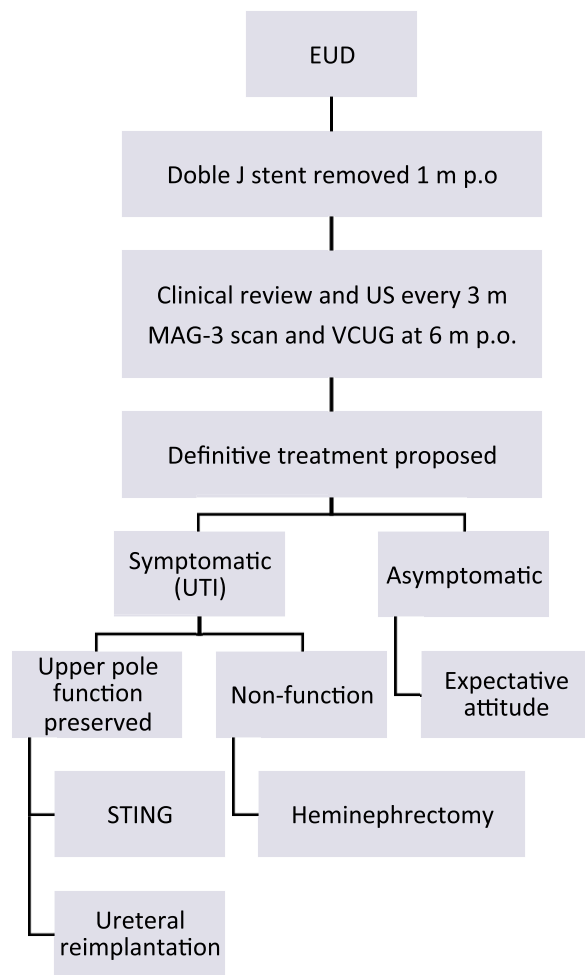 EUD
Doble J stent removed 1 m p.o
Clinical review and US every 3 m
MAG-3 scan and VCUG at 6 m p.o.
Definitive treatment proposed
Symptomatic
(UTI)
Asymptomatic
Upper pole
function
preserved
Non-function
Expectative
attitude
STING
Heminephrectomy
Ureteral
reimplantation